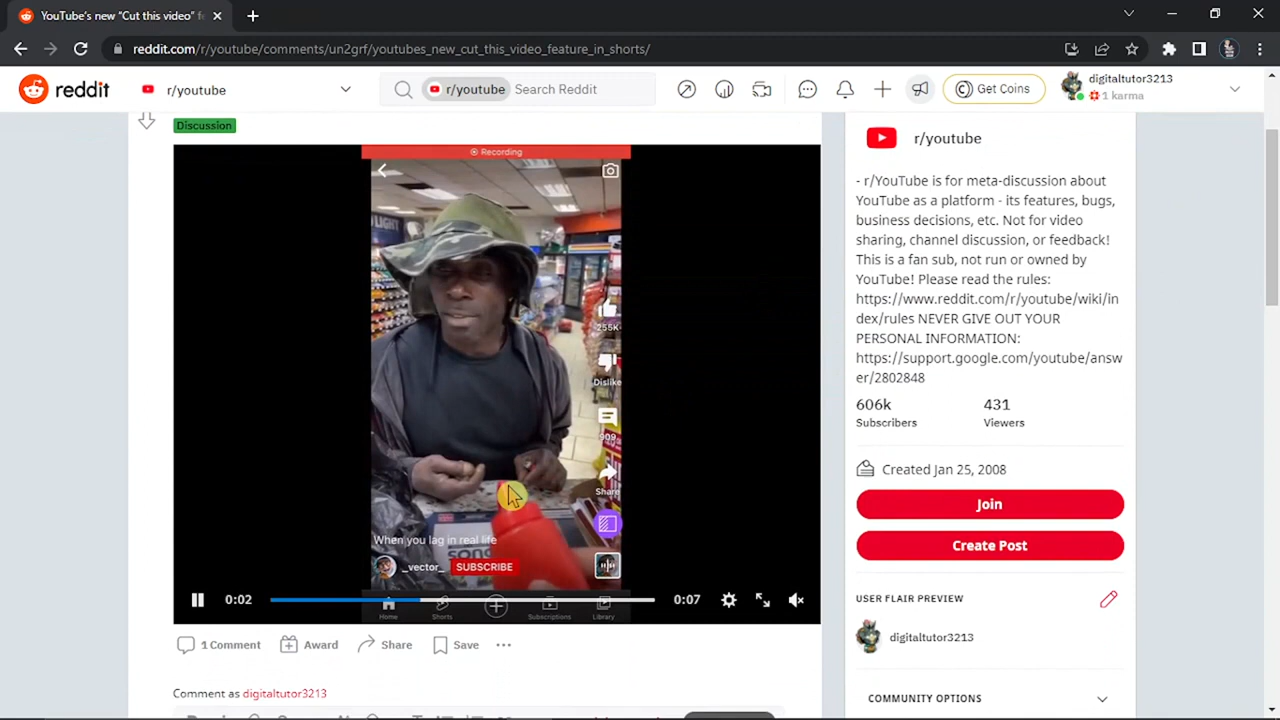 YouTube's new "Cut this video" fe
reddit.com/r/youtube/comments/un2grf/youtubes_new_cut_this_video_feature_in_shorts/
reddit
r/youtube
r/youtube
Search Reddit
Get Coins
digitaltutor3213
1 karma
Discussion
Recording
LIGHT
255K
Dislike
909
Share
When you lag in real life
_vector_
SUBSCRIBE
Home
Shorts
Subscriptions
Library
0:02
0:07
1 Comment
Award
Share
Save
Comment as digitaltutor3213
r/youtube
- r/YouTube is for meta-discussion about
YouTube as a platform - its features, bugs,
business decisions, etc. Not for video
sharing, channel discussion, or feedback!
This is a fan sub, not run or owned by
YouTube! Please read the rules:
https://www.reddit.com/r/youtube/wiki/in
dex/rules NEVER GIVE OUT YOUR
PERSONAL INFORMATION:
https://support.google.com/youtube/answ
er/2802848
606k
431
Subscribers
Viewers
Created Jan 25, 2008
Join
Create Post
USER FLAIR PREVIEW
digitaltutor3213
COMMUNITY OPTIONS